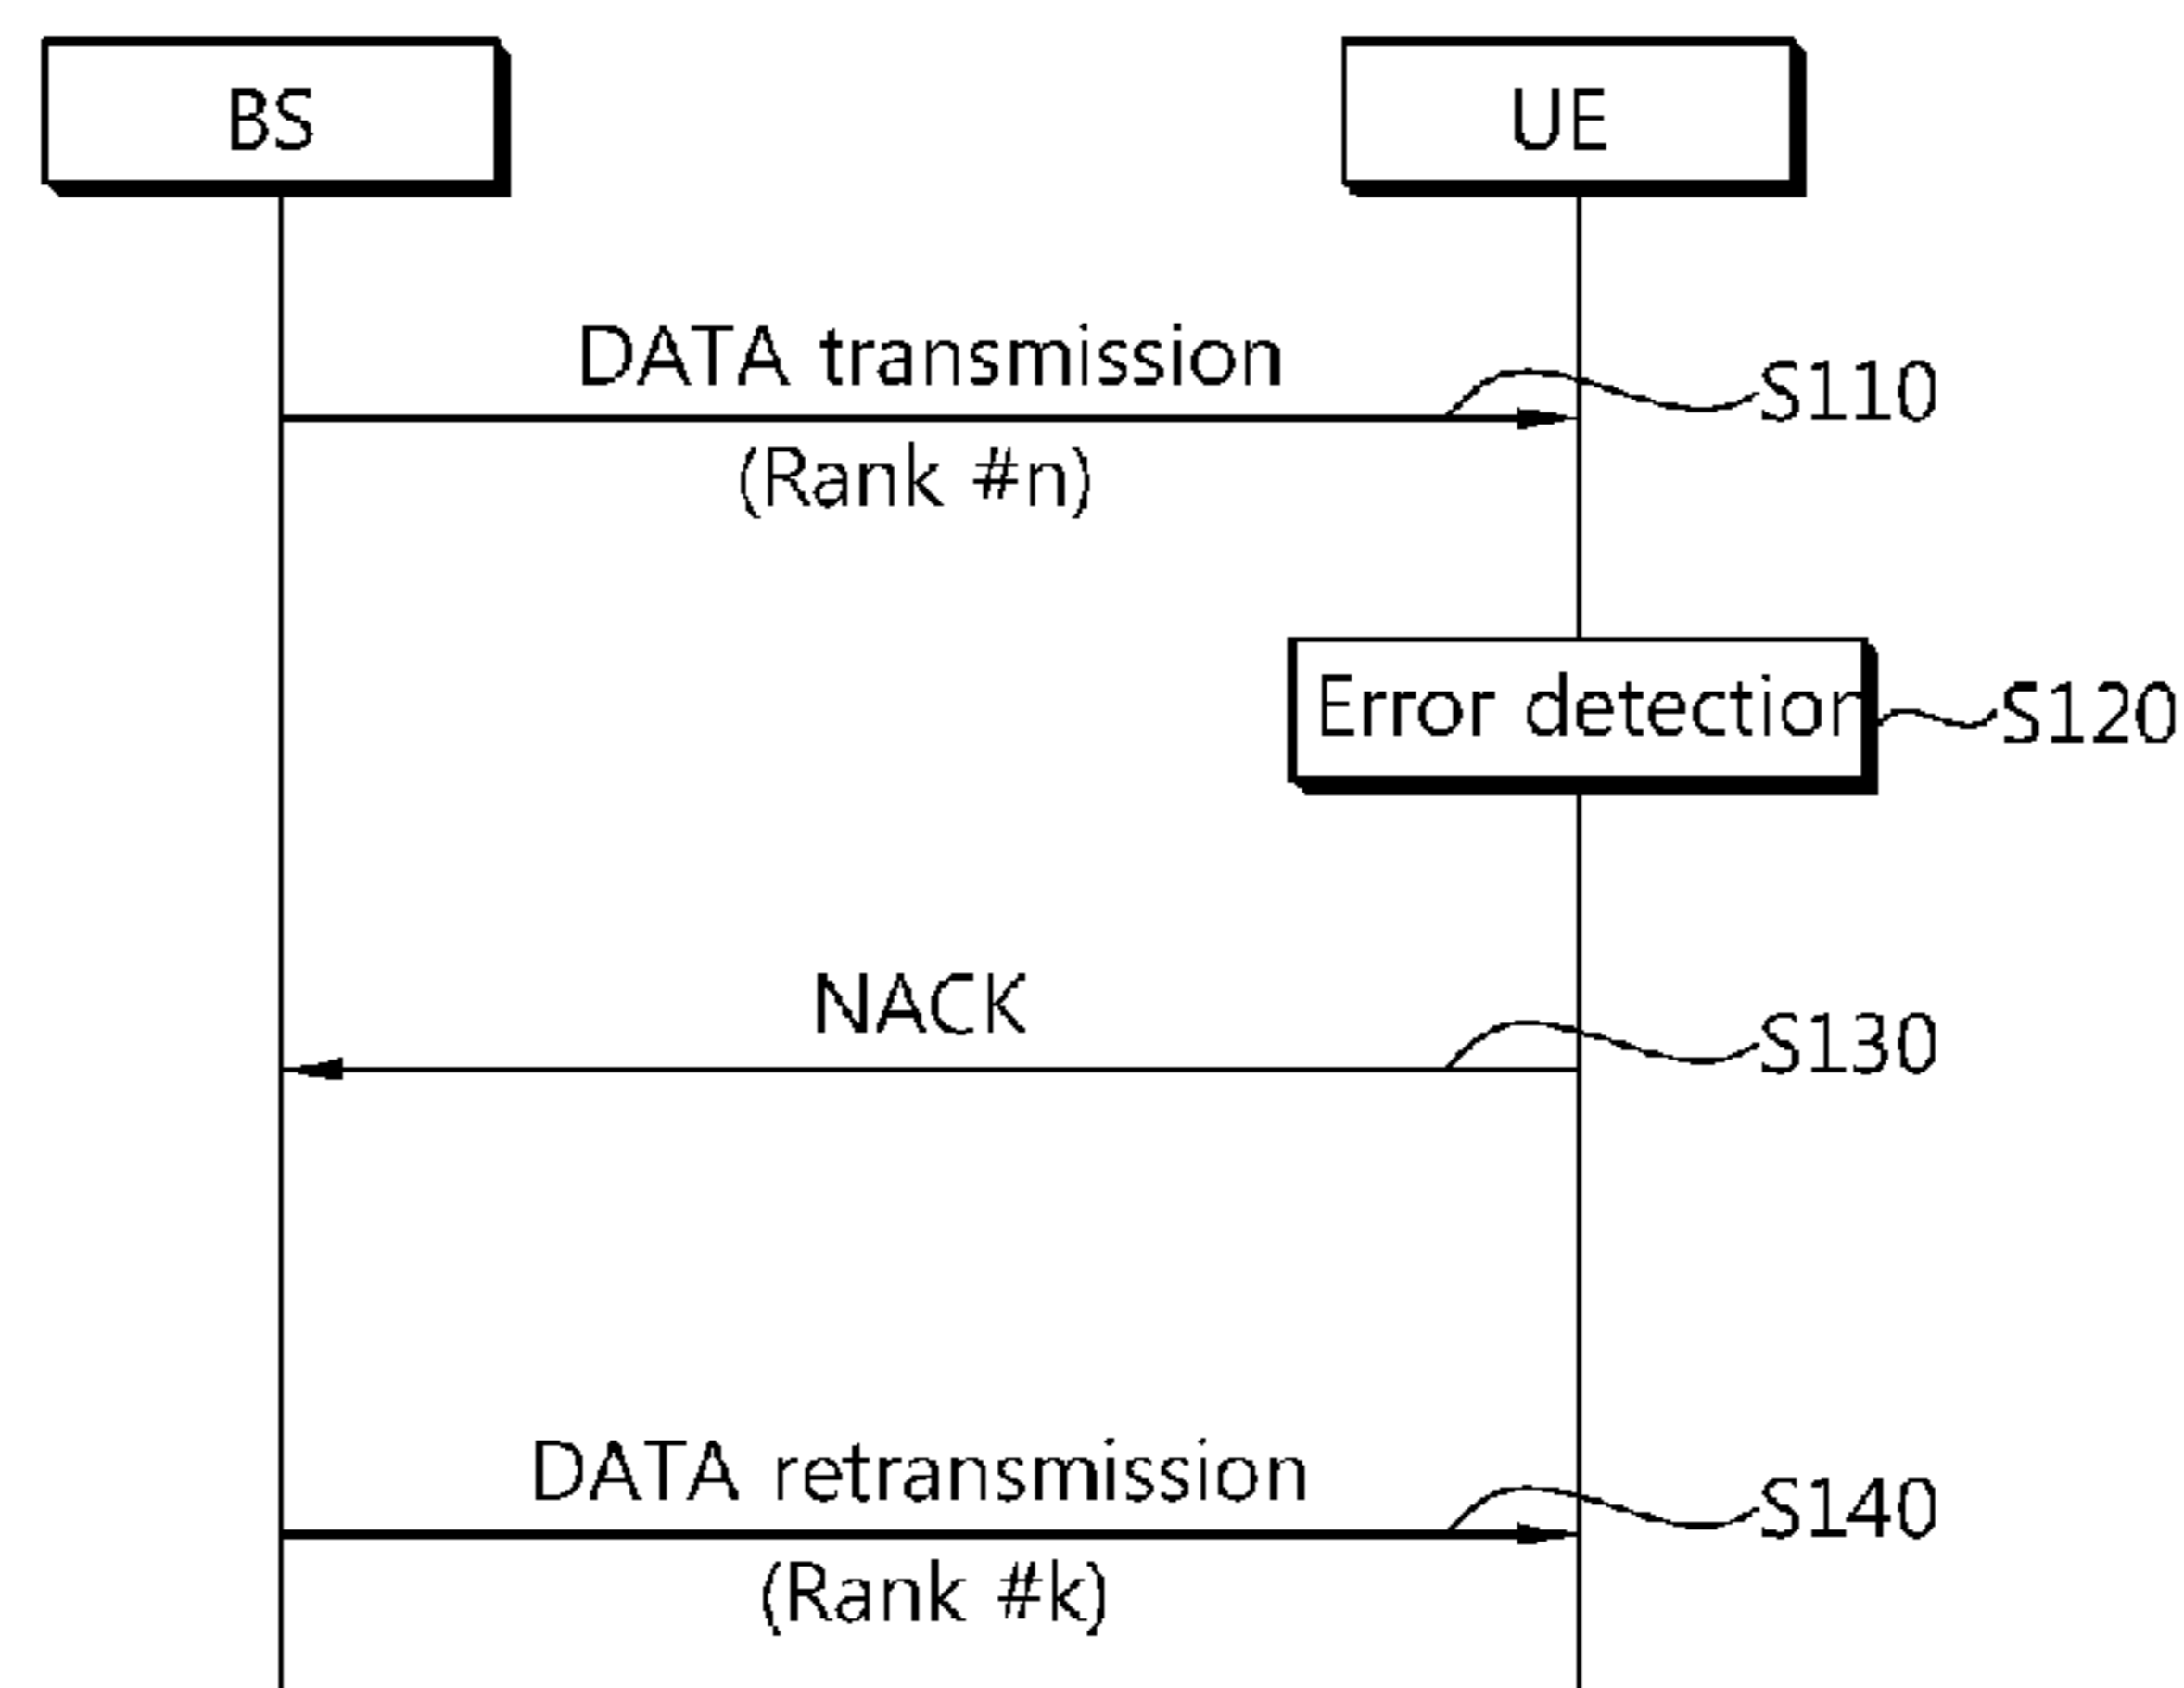 BS
UE
DATA transmission
S110
(Rank #n)
Error detection
S120
NACK
S130
DATA retransmission
S140
(Rank #k)